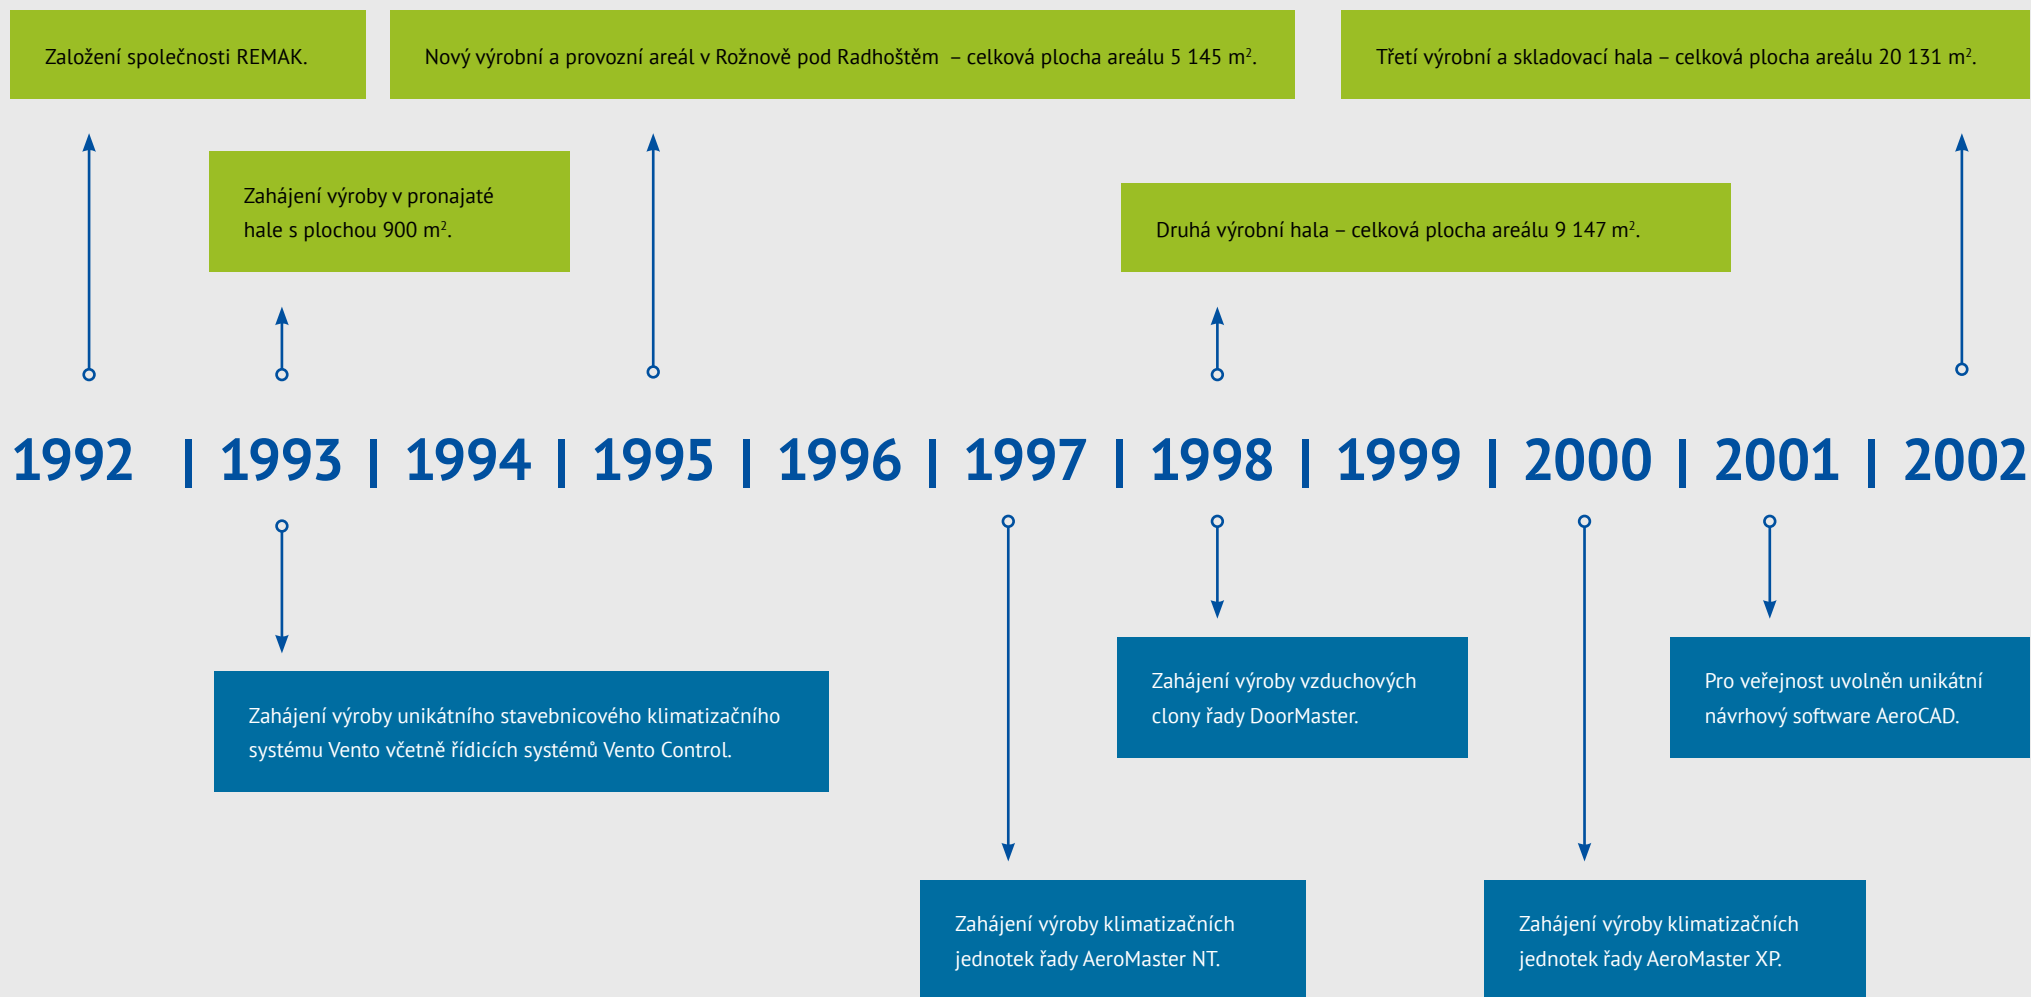 Založení společnosti REMAK.
Nový výrobní a provozní areál v Rožnově pod Radhoštěm – celková plocha areálu 5 145 m².
Třetí výrobní a skladovací hala – celková plocha areálu 20 131 m².
Zahájení výroby v pronajaté
hale s plochou 900 m².
Druhá výrobní hala – celková plocha areálu 9 147 m².
1992 | 1993 | 1994 | 1995 | 1996 | 1997 | 1998 | 1999 | 2000 | 2001 | 2002
Zahájení výroby unikátního stavebnicového klimatizačního
systému Vento včetně řídicích systémů Vento Control.
Zahájení výroby vzduchových
clony řady DoorMaster.
Pro veřejnost uvolněn unikátní
návrhový software AeroCAD.
Zahájení výroby klimatizačních
jednotek řady AeroMaster NT.
Zahájení výroby klimatizačních
jednotek řady AeroMaster XP.